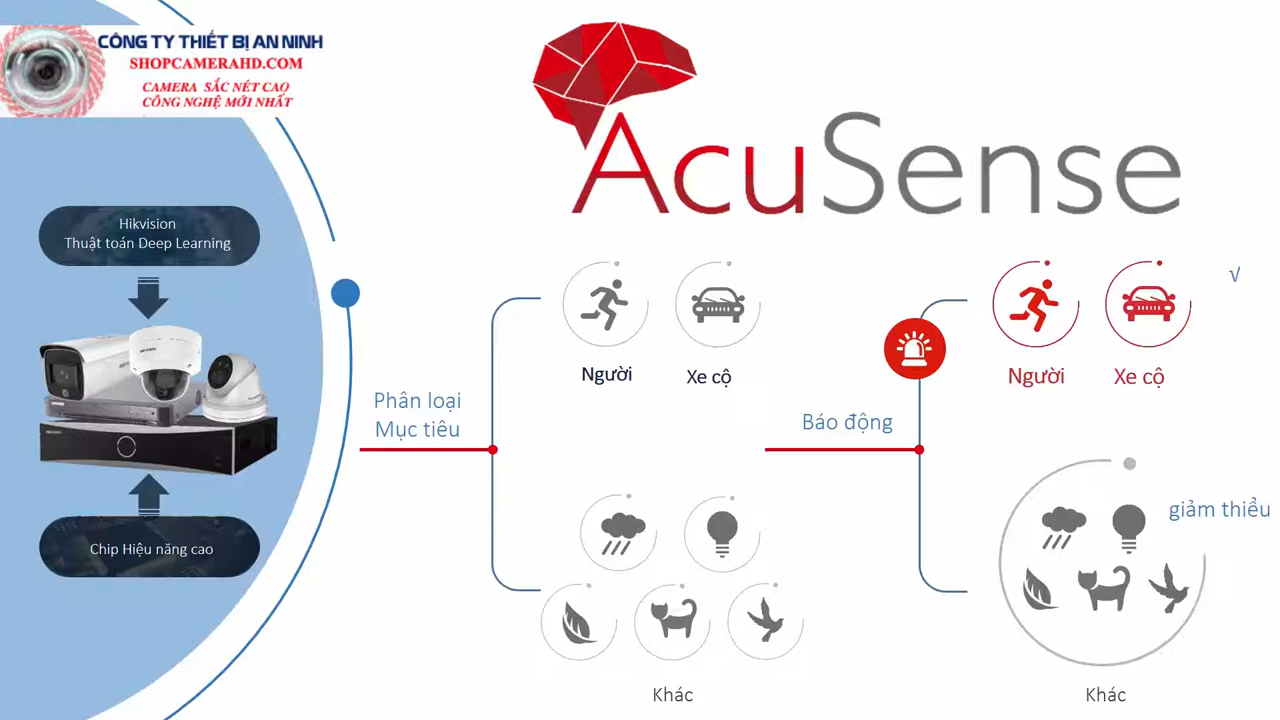 CÔNG TY THIẾT BỊ AN NINH
SHOPCAMERAHD.COM
CAMERA SẮC NÉT CAO
CÔNG NGHỆ MỚI NHẤT
AcuSense
Hikvision
Thuật toán Deep Learning
Chip Hiệu năng cao
Phân loại
Mục tiêu
Người
Xe cộ
Khác
Báo động
Người
Xe cộ
√
giảm thiểu
Khác